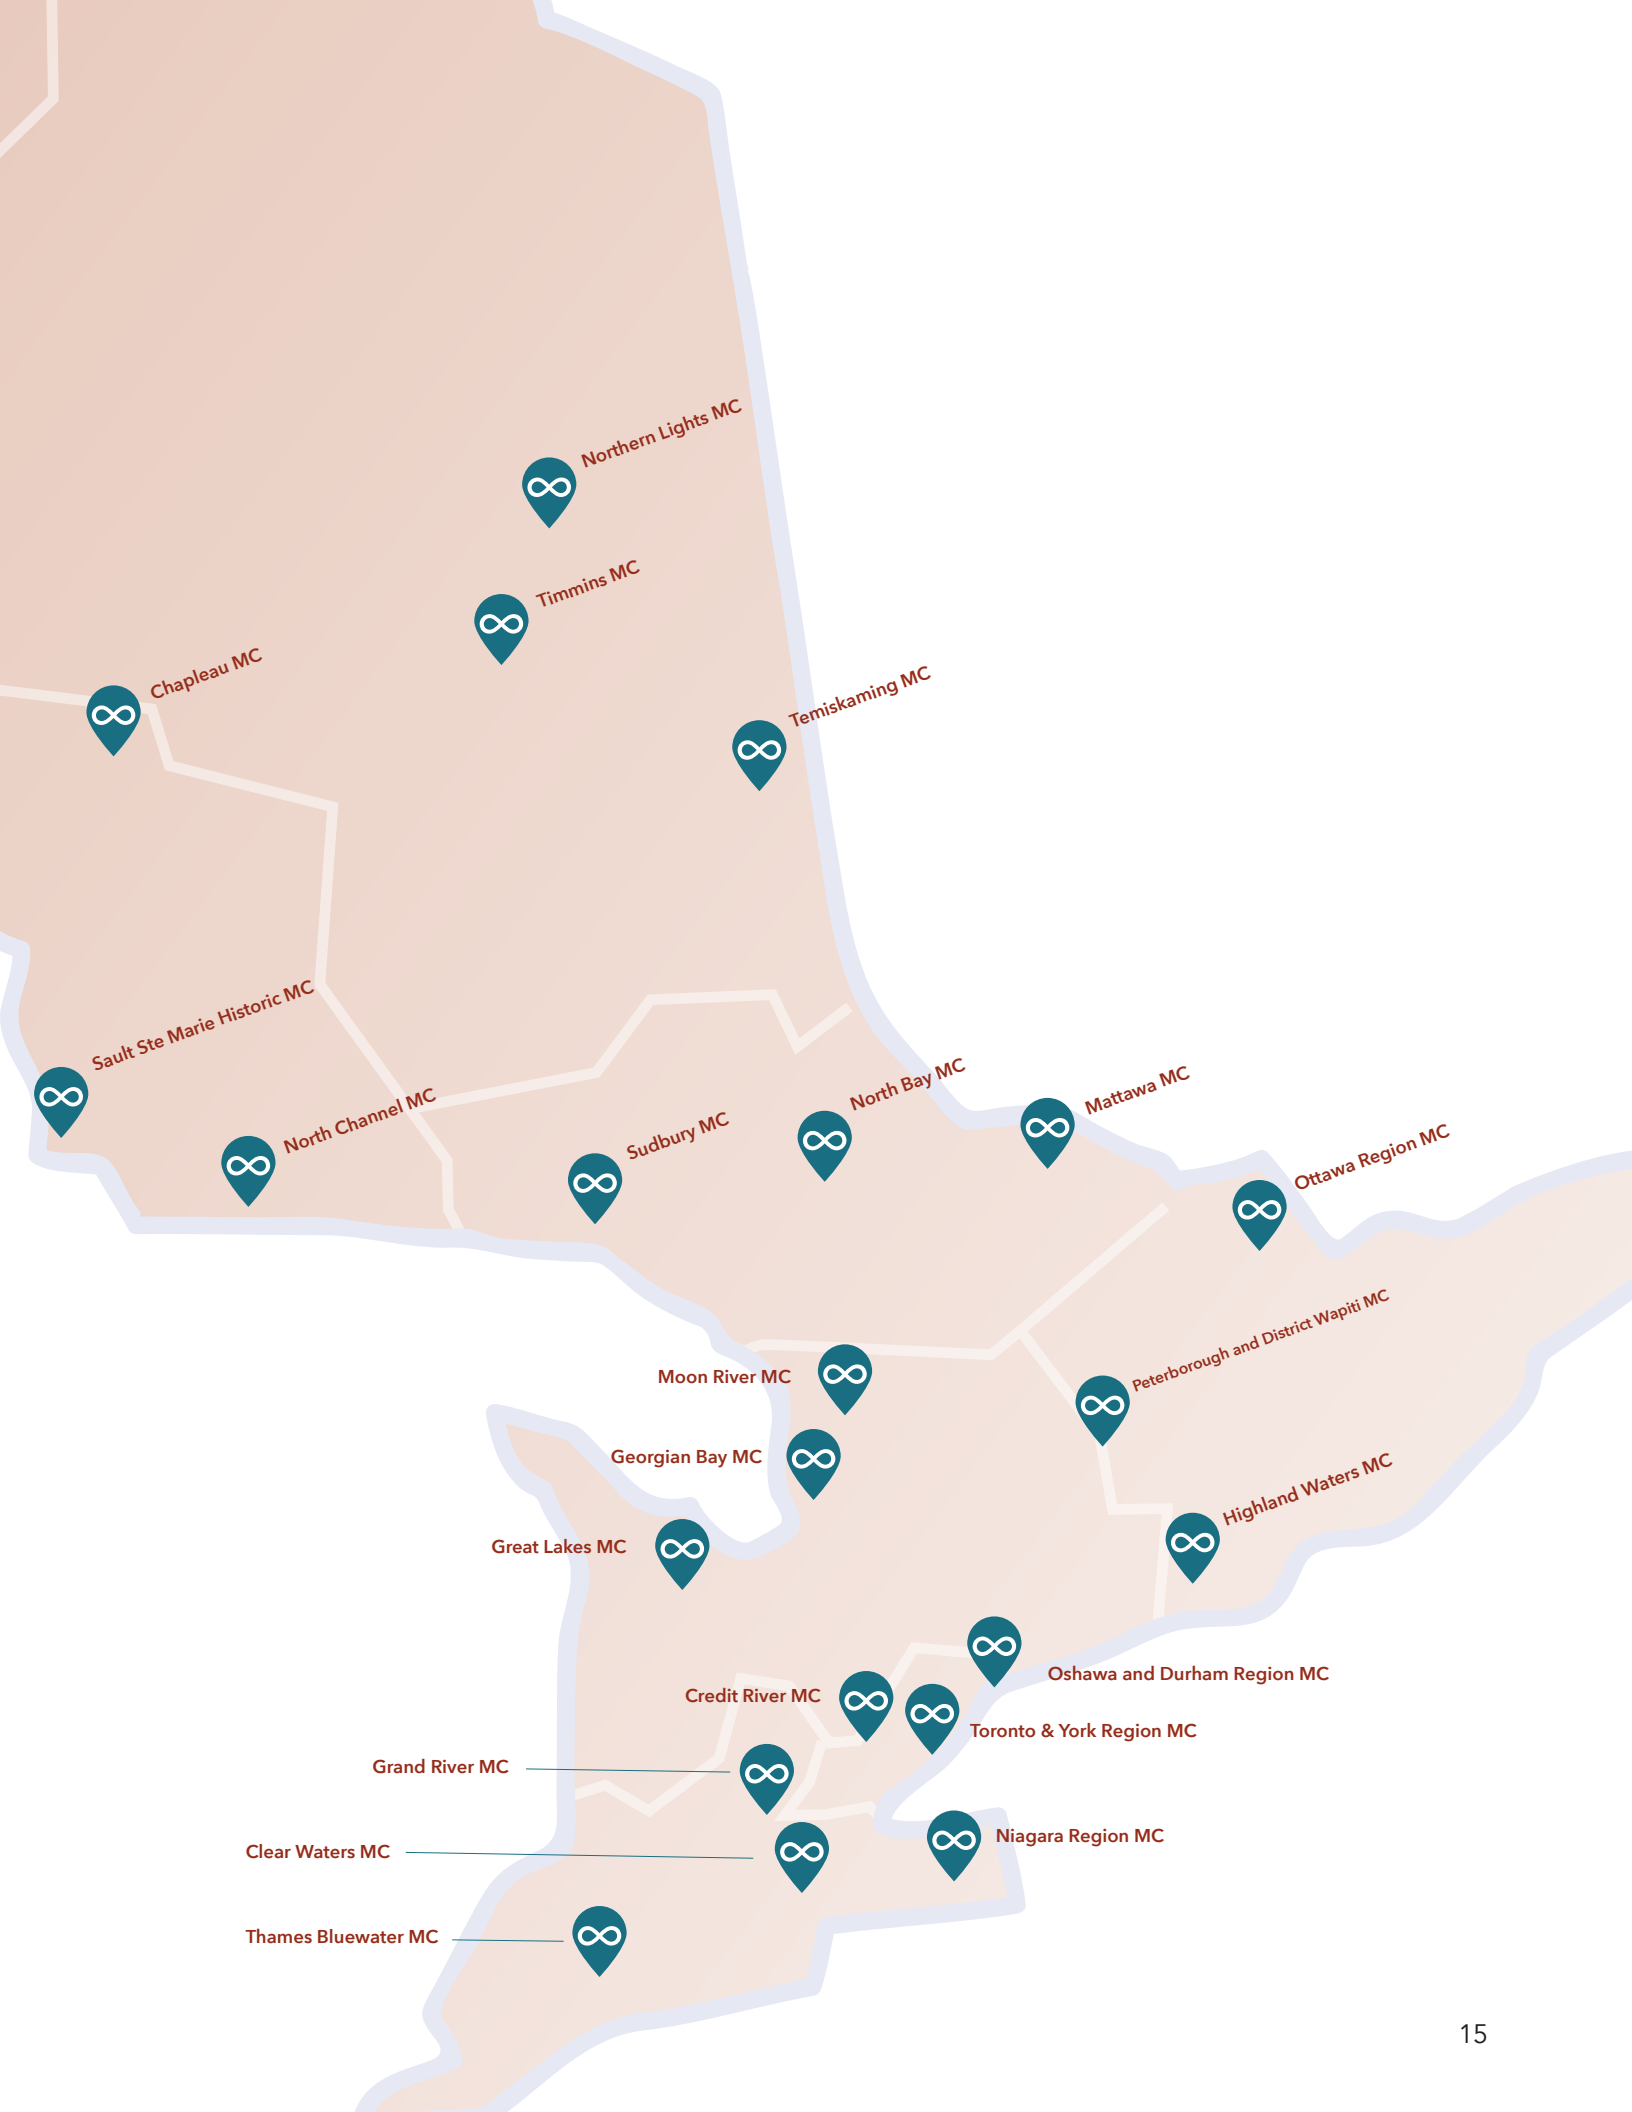 Northern Lights MC
Timmins MC
Chapleau MC
Temiskaming MC
Sault Ste Marie Historic MC
North Channel MC
Sudbury MC
North Bay MC
Mattawa MC
Ottawa Region MC
Peterborough and District Wapiti MC
Moon River MC
Georgian Bay MC
Highland Waters MC
Great Lakes MC
Oshawa and Durham Region MC
Credit River MC
Toronto & York Region MC
Grand River MC
Niagara Region MC
Clear Waters MC
Thames Bluewater MC
15